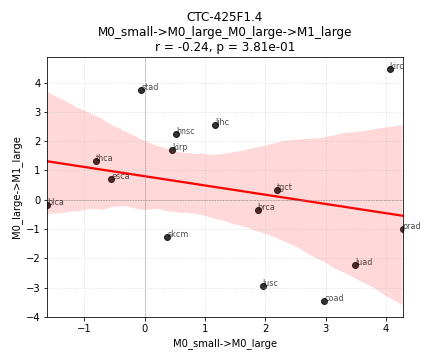 CTC-425F1.4
M0_small->M0_large_M0_large->M1_large
r = -0.24, p = 3.81e-01
kirc
stad
lihc
hnsc
kirp
thca
esca
tgct
blca
brca
prad
skcm
luad
lusc
coad
4
3
2
1
0
−1
−2
−3
−4
M0_large->M1_large
−1
0
1
2
3
4
M0_small->M0_large